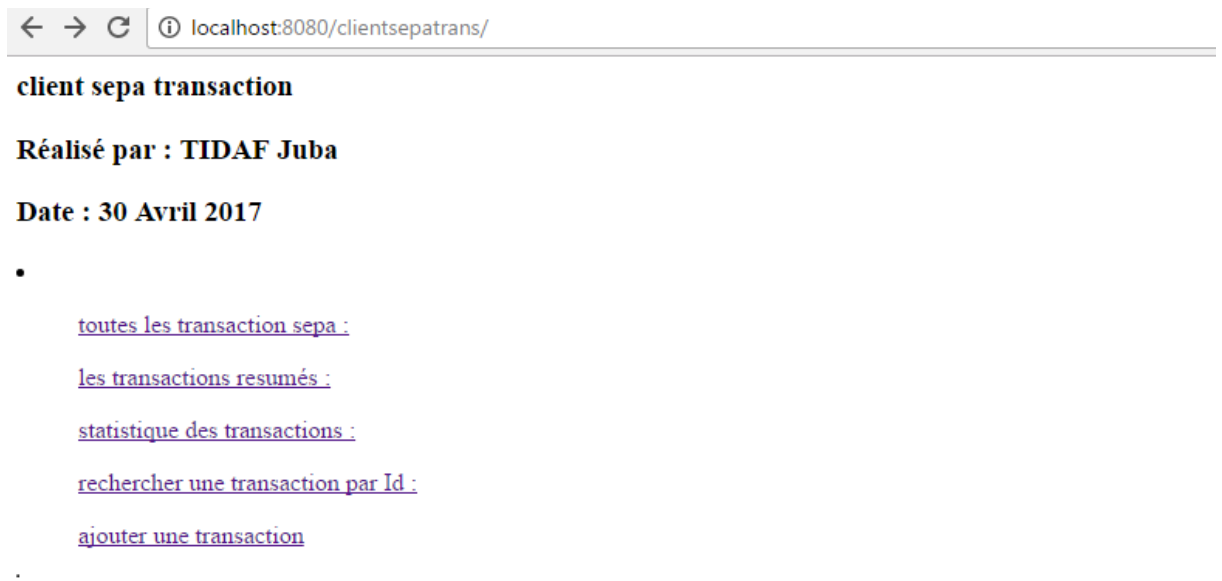 localhost:8080/clientsepatrans/
client sepa transaction
Réalisé par : TIDAF Juba
Date : 30 Avril 2017
•
toutes les transaction sepa :
les transactions resumés :
statistique des transactions :
rechercher une transaction par Id :
ajouter une transaction
.